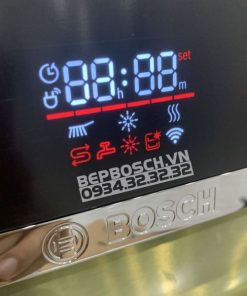 set
88:88
h
m
BEPBOSCH.VN
0934.32.32.32
BOSCH